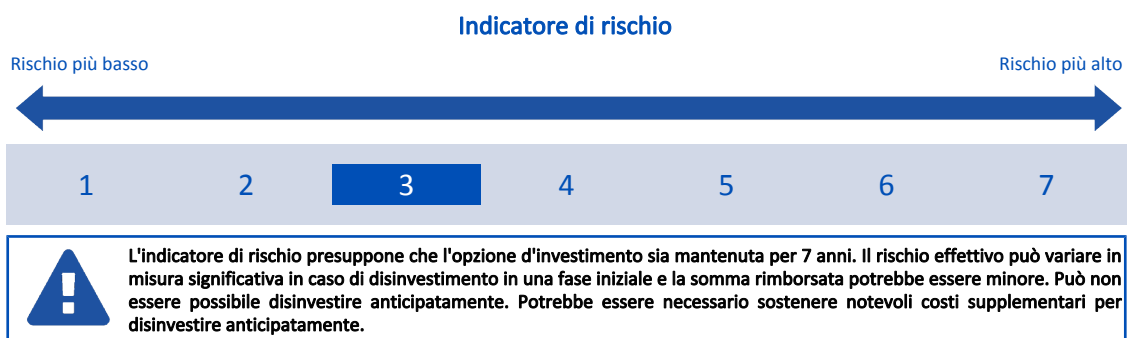 Indicatore di rischio
Rischio più basso
Rischio più alto
1 2 3 4 5 6 7
L'indicatore di rischio presuppone che l'opzione d'investimento sia mantenuta per 7 anni. Il rischio effettivo può variare in
misura significativa in caso di disinvestimento in una fase iniziale e la somma rimborsata potrebbe essere minore. Può non
essere possibile disinvestire anticipatamente. Potrebbe essere necessario sostenere notevoli costi supplementari per
disinvestire anticipatamente.